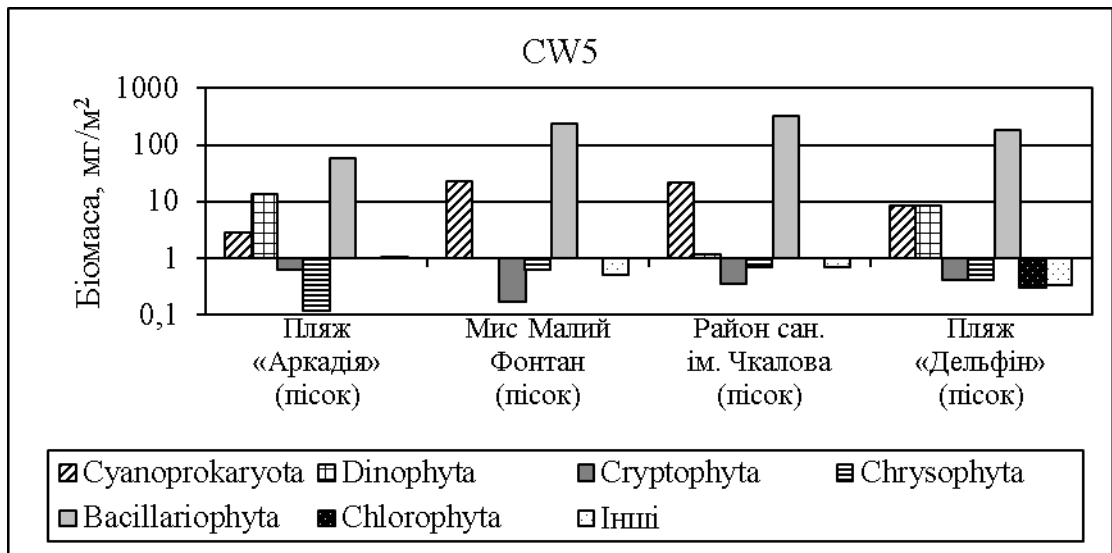 CW5
Біомаса, мг/м²
1000
100
10
1
0,1
Пляж
«Аркадія»
(пісок)
Мис Малий
Фонтан
(пісок)
Район сан.
ім. Чкалова
(пісок)
Пляж
«Дельфін»
(пісок)
Cyanoprokaryota Dinophyta Cryptophyta Chrysophyta
Bacillariophyta Chlorophyta Інші